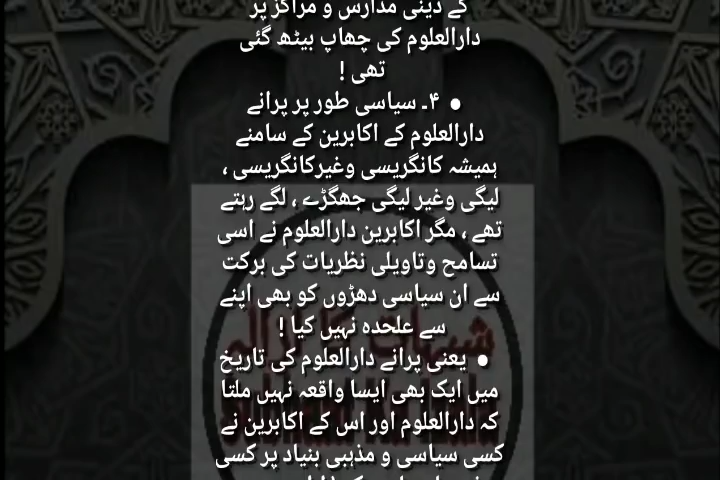 کے دینی مدارس و مراکز پر
دارالعلوم کی چھاپ بیٹھ گئی
تھی !
● ۴۔ سیاسی طور پر پرانے
دارالعلوم کے اکابرین کے سامنے
ہمیشہ کانگریسی وغیرکانگریسی ،
لیگی وغیر لیگی جھگڑے ، لگے رہتے
تھے ، مگر اکابرین دارالعلوم نے اسی
تسامح وتاویلی نظریات کی برکت
سے ان سیاسی دھڑوں کو بھی اپنے
سے علحدہ نہیں کیا !
● یعنی پرانے دارالعلوم کی تاریخ
میں ایک بھی ایسا واقعہ نہیں ملتا
کہ دارالعلوم اور اس کے اکابرین نے
کسی سیاسی و مذہبی بنیاد پر کسی